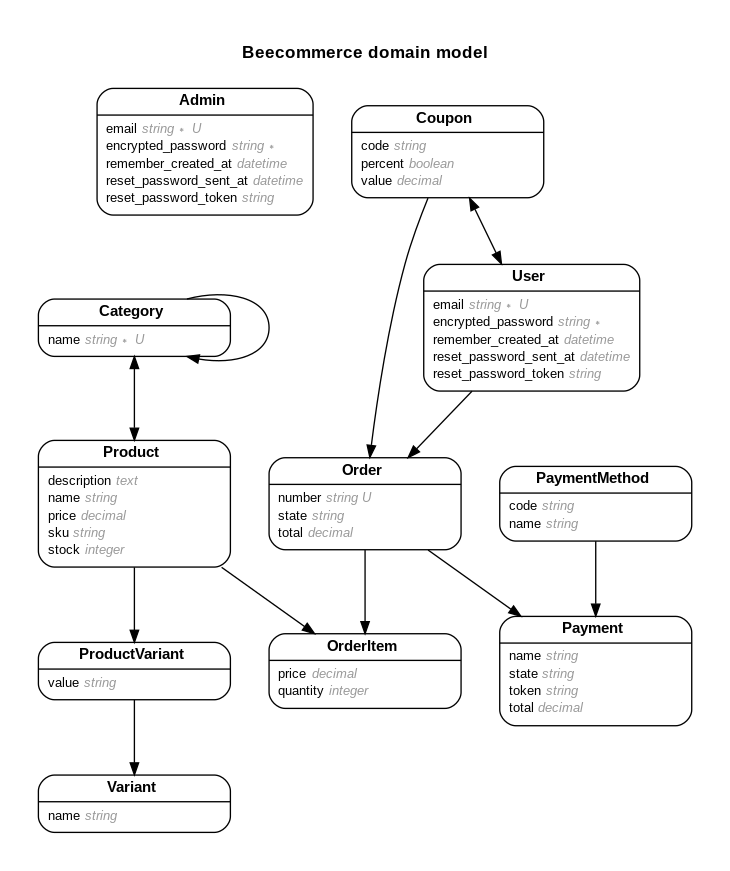 Beecommerce domain model
Admin
email string ∗ U
encrypted_password string ∗
remember_created_at datetime
reset_password_sent_at datetime
reset_password_token string
Coupon
code string
percent boolean
value decimal
User
email string ∗ U
encrypted_password string ∗
remember_created_at datetime
reset_password_sent_at datetime
reset_password_token string
Category
name string ∗ U
Product
description text
name string
price decimal
sku string
stock integer
Order
number string U
state string
total decimal
PaymentMethod
code string
name string
ProductVariant
value string
OrderItem
price decimal
quantity integer
Payment
name string
state string
token string
total decimal
Variant
name string